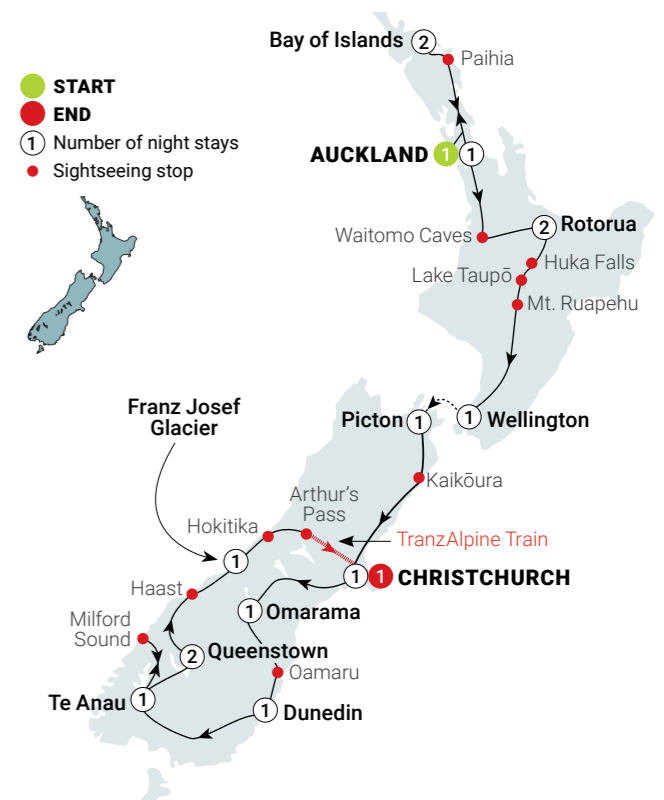 Bay of Islands 2
Paihia
START
END
1 Number of night stays
Sightseeing stop
AUCKLAND 1 1
Waitomo Caves
2 Rotorua
Huka Falls
Lake Taupō
Mt. Ruapehu
Franz Josef
Glacier
Picton 1
1 Wellington
Kaikōura
Arthur's
Pass
Hokitika
TranzAlpine Train
1
1 1 CHRISTCHURCH
Haast
1 Omarama
Milford
Sound
2 Queenstown
Oamaru
Te Anau 1
1 Dunedin